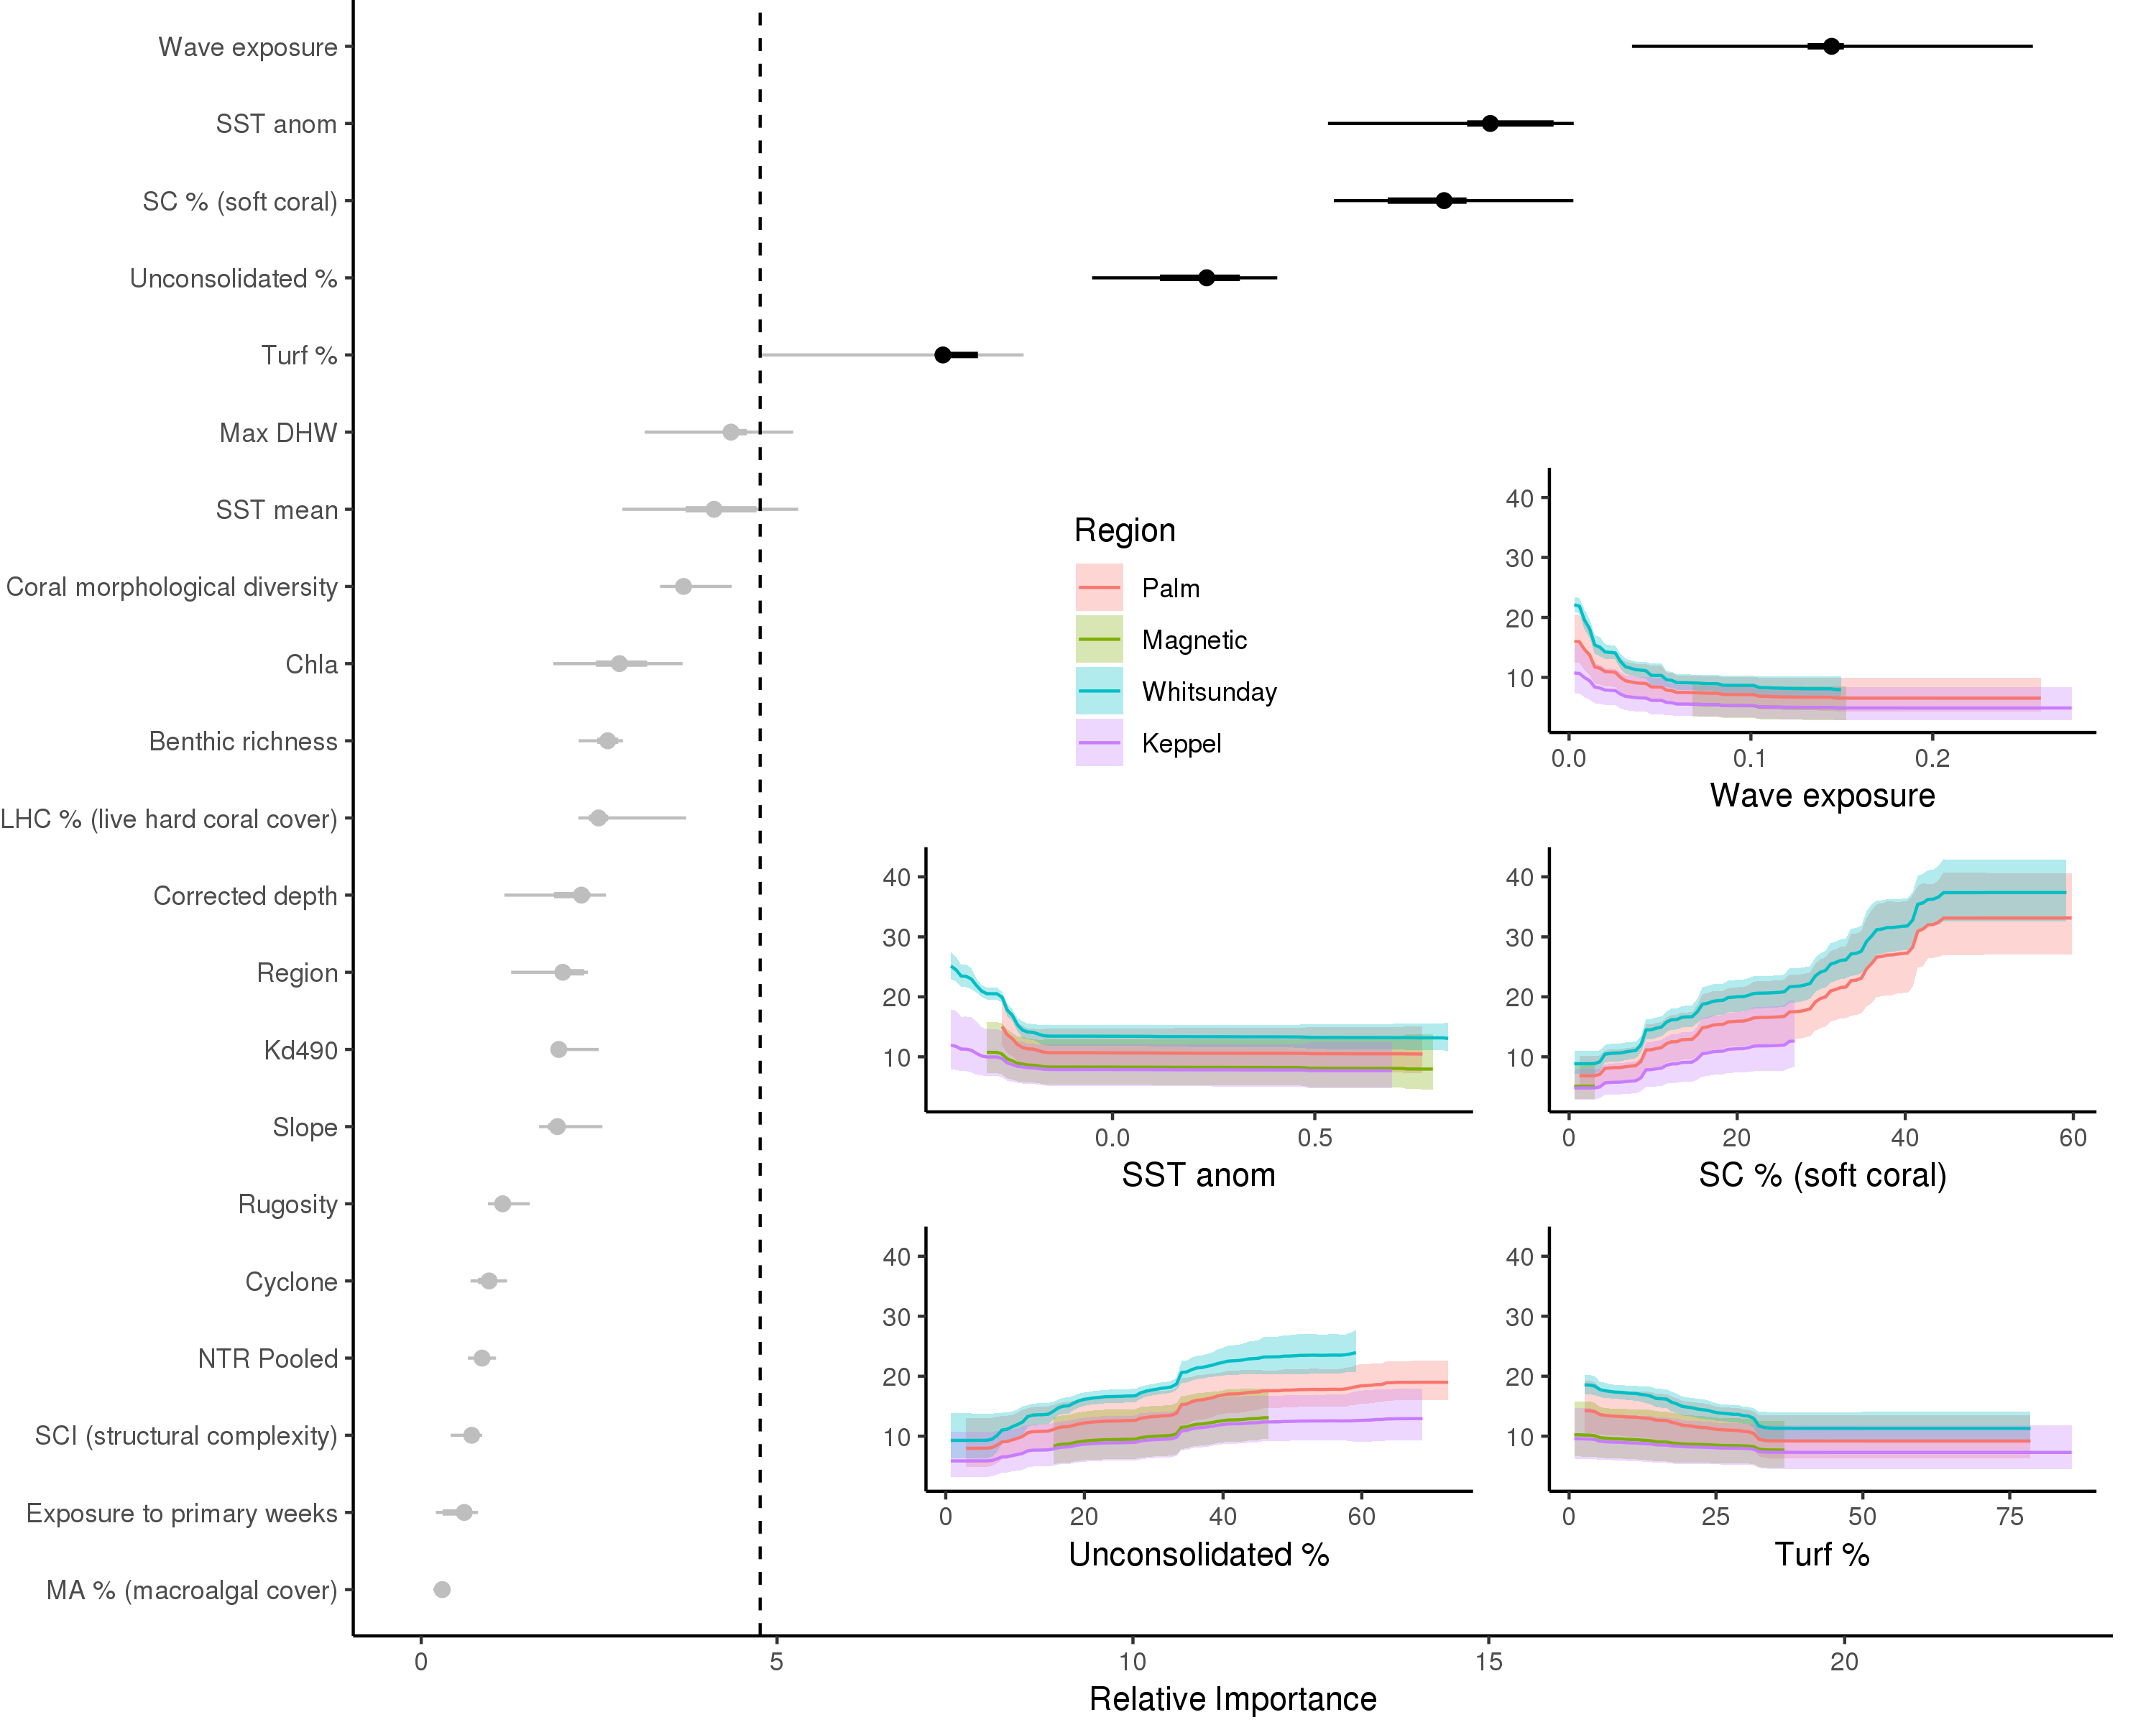 Wave exposure
SST anom
SC % (soft coral)
Unconsolidated %
Turf %
Max DHW
SST mean
Coral morphological diversity
Chla
Benthic richness
LHC % (live hard coral cover)
Corrected depth
Region
Kd490
Slope
Rugosity
Cyclone
NTR Pooled
SCI (structural complexity)
Exposure to primary weeks
MA % (macroalgal cover)
0 5 10 15 20
Relative Importance
Region
Palm
Magnetic
Whitsunday
Keppel
40
30
20
10
0.0 0.1 0.2
Wave exposure
40
30
20
10
0.0 0.5
SST anom
40
30
20
10
0 20 40 60
SC % (soft coral)
40
30
20
10
0 20 40 60
Unconsolidated %
40
30
20
10
0 25 50 75
Turf %